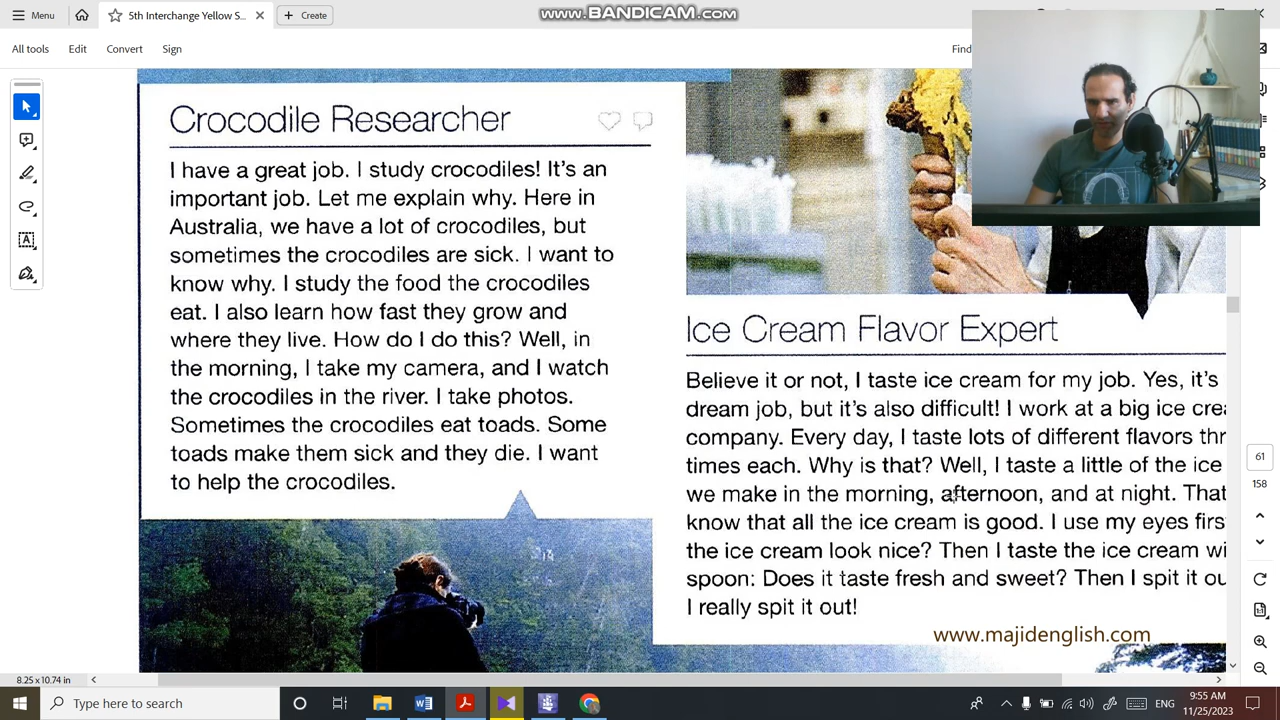 Menu
5th Interchange Yellow S...
Create
www.BANDICAM.com
All tools
Edit
Convert
Sign
Find
Crocodile Researcher
I have a great job. I study crocodiles! It's an
important job. Let me explain why. Here in
Australia, we have a lot of crocodiles, but
sometimes the crocodiles are sick. I want to
know why. I study the food the crocodiles
eat. I also learn how fast they grow and
where they live. How do I do this? Well, in
the morning, I take my camera, and I watch
the crocodiles in the river. I take photos.
Sometimes the crocodiles eat toads. Some
toads make them sick and they die. I want
to help the crocodiles.
Ice Cream Flavor Expert
Believe it or not, I taste ice cream for my job. Yes, it's
dream job, but it's also difficult! I work at a big ice crea
company. Every day, I taste lots of different flavors thr
times each. Why is that? Well, I taste a little of the ice
we make in the morning, afternoon, and at night. That
know that all the ice cream is good. I use my eyes firs
the ice cream look nice? Then I taste the ice cream wi
spoon: Does it taste fresh and sweet? Then I spit it ou
I really spit it out!
www.majidenglish.com
61
158
8.25 x 10.74 in
Type here to search
ENG
9:55 AM
11/25/2023